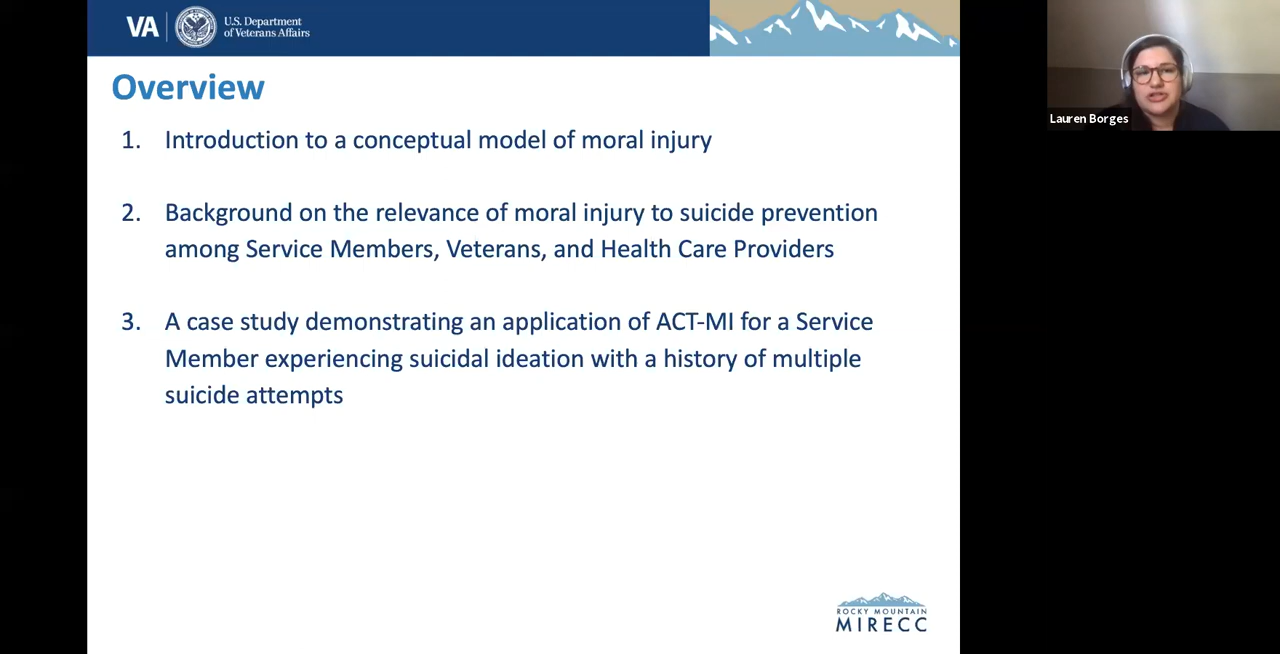 VA
U.S. Department
of Veterans Affairs
Overview
1. Introduction to a conceptual model of moral injury
2. Background on the relevance of moral injury to suicide prevention
among Service Members, Veterans, and Health Care Providers
3. A case study demonstrating an application of ACT-MI for a Service
Member experiencing suicidal ideation with a history of multiple
suicide attempts
ROCKY MOUNTAIN
MIRECC
Lauren Borges